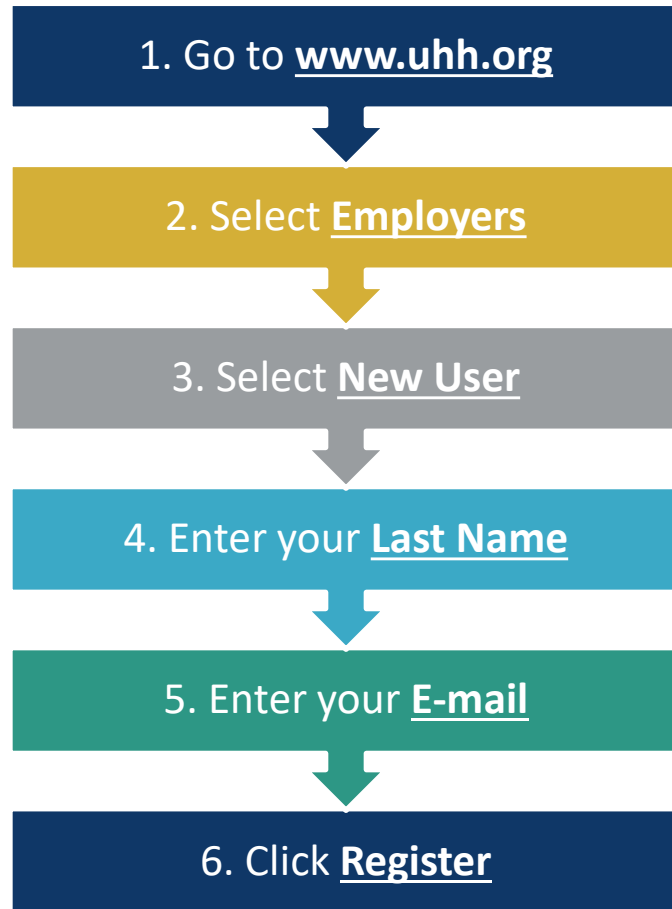 1. Go to www.uhh.org
2. Select Employers
3. Select New User
4. Enter your Last Name
5. Enter your E-mail
6. Click Register